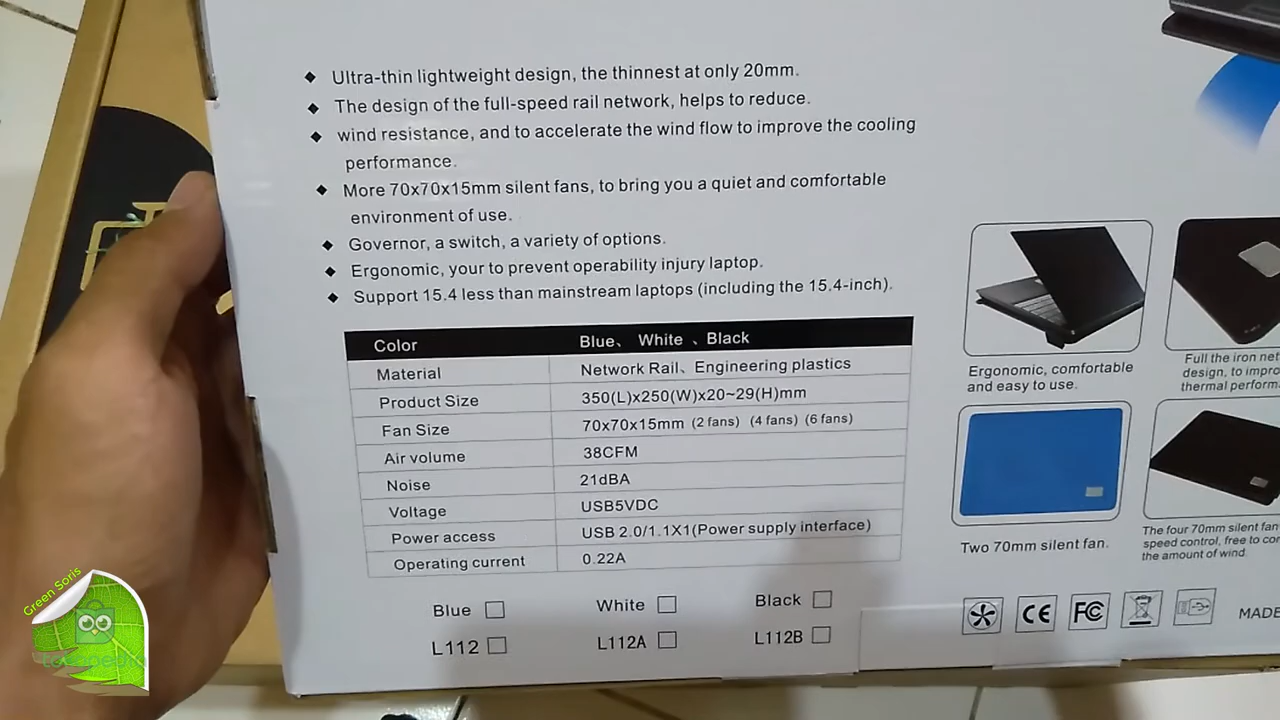 ◆ Ultra-thin lightweight design, the thinnest at only 20mm.
◆ The design of the full-speed rail network, helps to reduce.
◆ wind resistance, and to accelerate the wind flow to improve the cooling
performance.
◆ More 70x70x15mm silent fans, to bring you a quiet and comfortable
environment of use.
◆ Governor, a switch, a variety of options.
◆ Ergonomic, your to prevent operability injury laptop.
◆ Support 15.4 less than mainstream laptops (including the 15.4-inch).
Color Blue、 White 、Black
Material Network Rail、Engineering plastics
Product Size 350(L)x250(W)x20~29(H)mm
Fan Size 70x70x15mm (2 fans) (4 fans) (6 fans)
Air volume 38CFM
Noise 21dBA
Voltage USB5VDC
Power access USB 2.0/1.1X1(Power supply interface)
Operating current 0.22A
Blue White Black
L112 L112A L112B
Ergonomic, comfortable
and easy to use.
Full the iron
design, to
thermal
Two 70mm silent fan.
The four 70mm silent
speed control, free to
the amount of wind.
CE FC
MADE
Green Soris